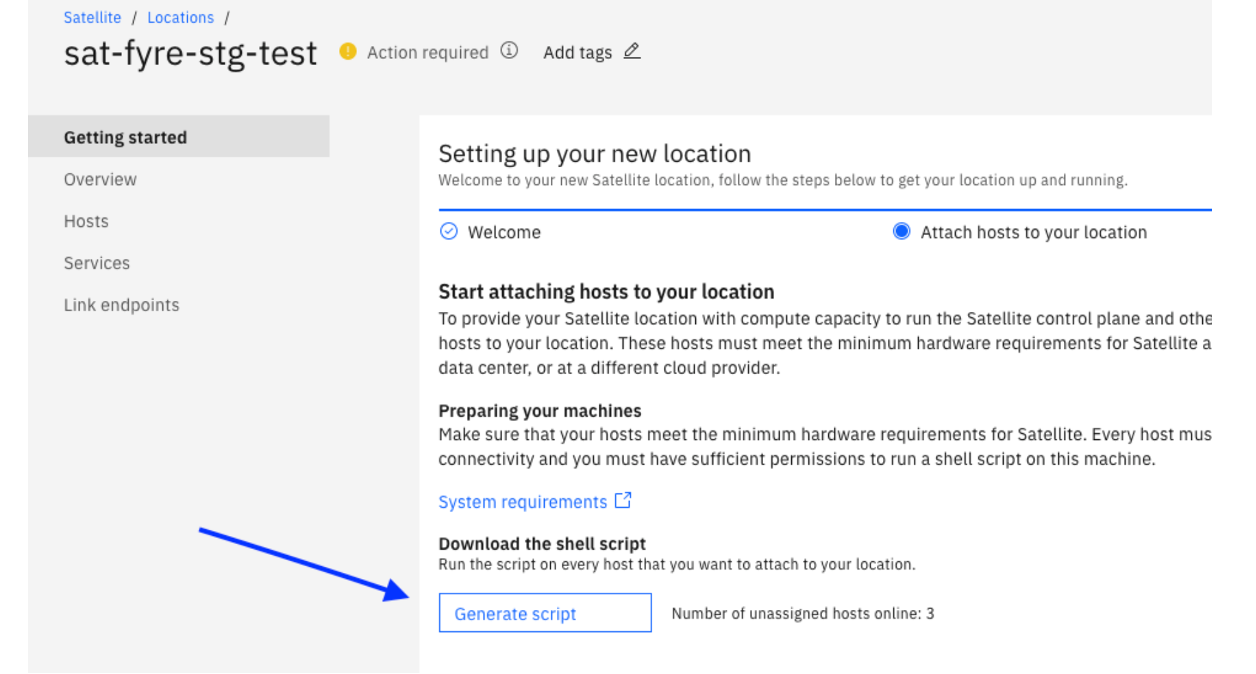 Satellite / Locations /
sat-fyre-stg-test Action required Add tags
Getting started
Overview
Hosts
Services
Link endpoints
Setting up your new location
Welcome to your new Satellite location, follow the steps below to get your location up and running.
Welcome Attach hosts to your location
Start attaching hosts to your location
To provide your Satellite location with compute capacity to run the Satellite control plane and othe
hosts to your location. These hosts must meet the minimum hardware requirements for Satellite a
data center, or at a different cloud provider.
Preparing your machines
Make sure that your hosts meet the minimum hardware requirements for Satellite. Every host mus
connectivity and you must have sufficient permissions to run a shell script on this machine.
System requirements
Download the shell script
Run the script on every host that you want to attach to your location.
Generate script Number of unassigned hosts online: 3